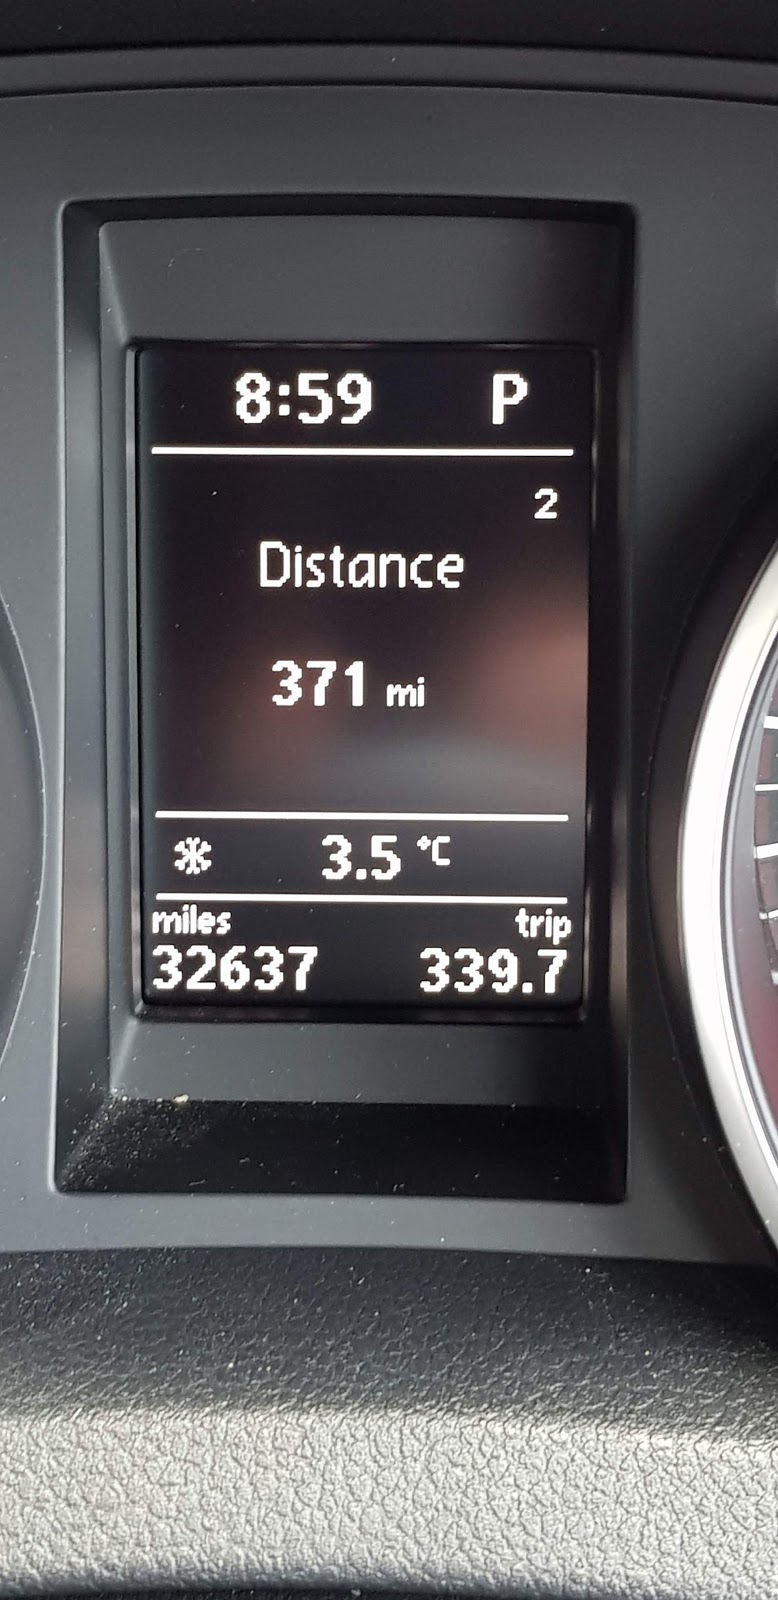 8:59 P
2
Distance
371 mi
3.5 °C
miles trip
32637 339.7